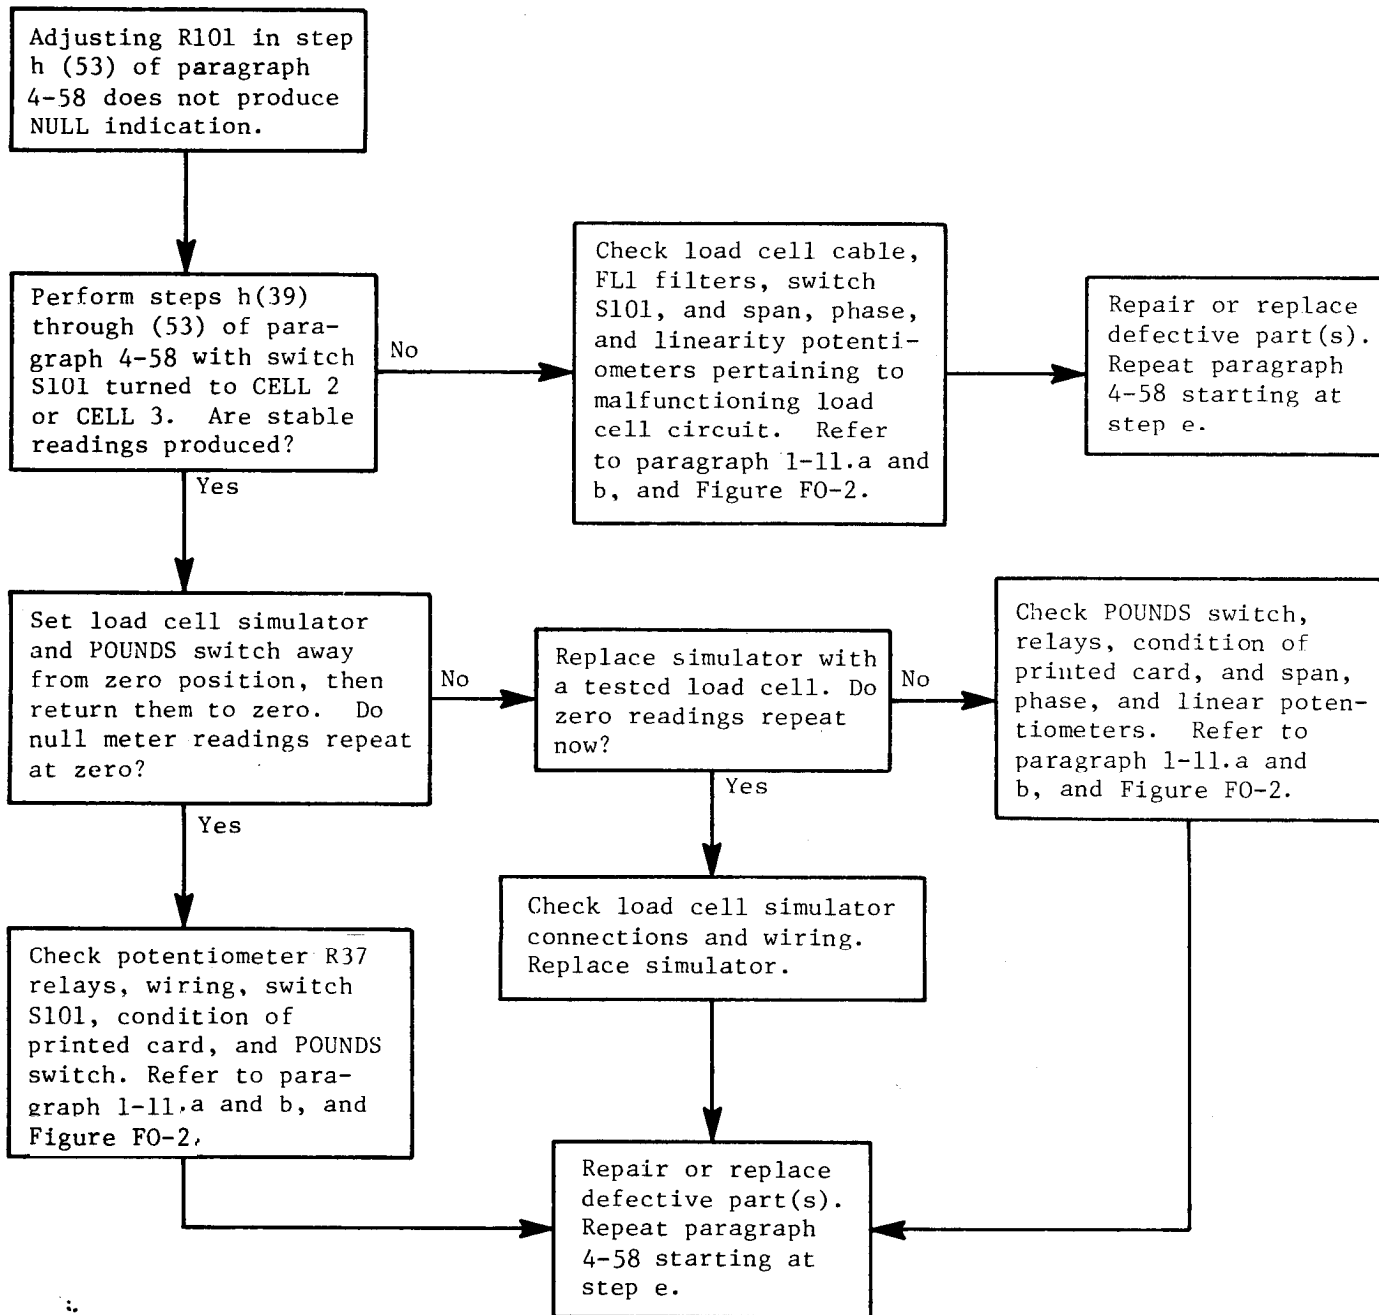 Adjusting R101 in step
h (53) of paragraph
4-58 does not produce
NULL indication.
Perform steps h(39)
through (53) of para-
graph 4-58 with switch
S101 turned to CELL 2
or CELL 3. Are stable
readings produced?
No
Check load cell cable,
FL1 filters, switch
S101, and span, phase,
and linearity potenti-
ometers pertaining to
malfunctioning load
cell circuit. Refer
to paragraph 1-11.a and
b, and Figure FO-2.
Repair or replace
defective part(s).
Repeat paragraph
4-58 starting at
step e.
Yes
Set load cell simulator
and POUNDS switch away
from zero position, then
return them to zero. Do
null meter readings repeat
at zero?
No
Replace simulator with
a tested load cell. Do
zero readings repeat
now?
No
Check POUNDS switch,
relays, condition of
printed card, and span,
phase, and linear poten-
tiometers. Refer to
paragraph 1-11.a and
b, and Figure FO-2.
Yes
Yes
Check potentiometer R37
relays, wiring, switch
S101, condition of
printed card, and POUNDS
switch. Refer to para-
graph 1-11.a and b, and
Figure FO-2.
Check load cell simulator
connections and wiring.
Replace simulator.
Repair or replace
defective part(s).
Repeat paragraph
4-58 starting at
step e.